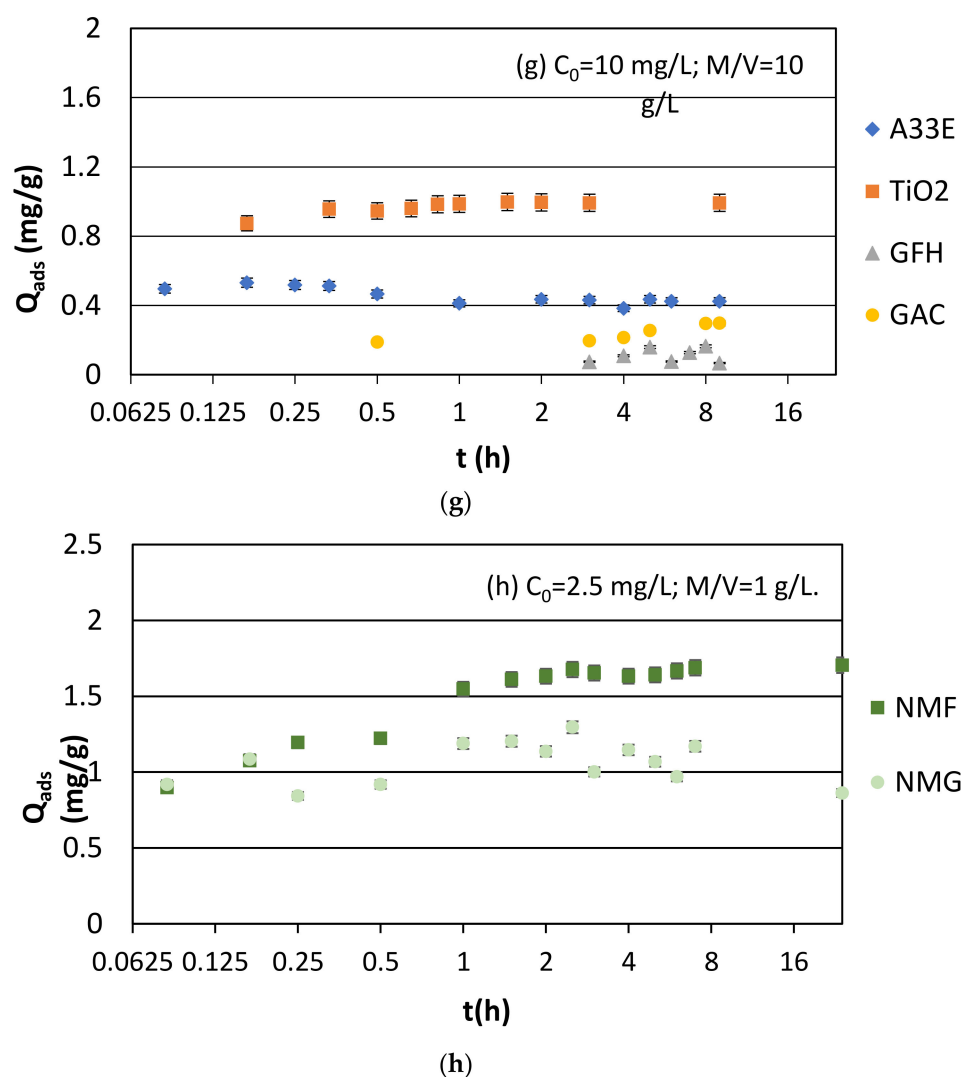 2
1.6
1.2
0.8
0.4
0
Q_ads (mg/g)
(g) C₀=10 mg/L; M/V=10
g/L
A33E
TiO2
GFH
GAC
0.0625 0.125 0.25 0.5 1 2 4 8 16
t (h)
(g)
2.5
2
1.5
1
0.5
0
Q_ads
(mg/g)
(h) C₀=2.5 mg/L; M/V=1 g/L.
NMF
NMG
0.0625 0.125 0.25 0.5 1 2 4 8 16
t(h)
(h)